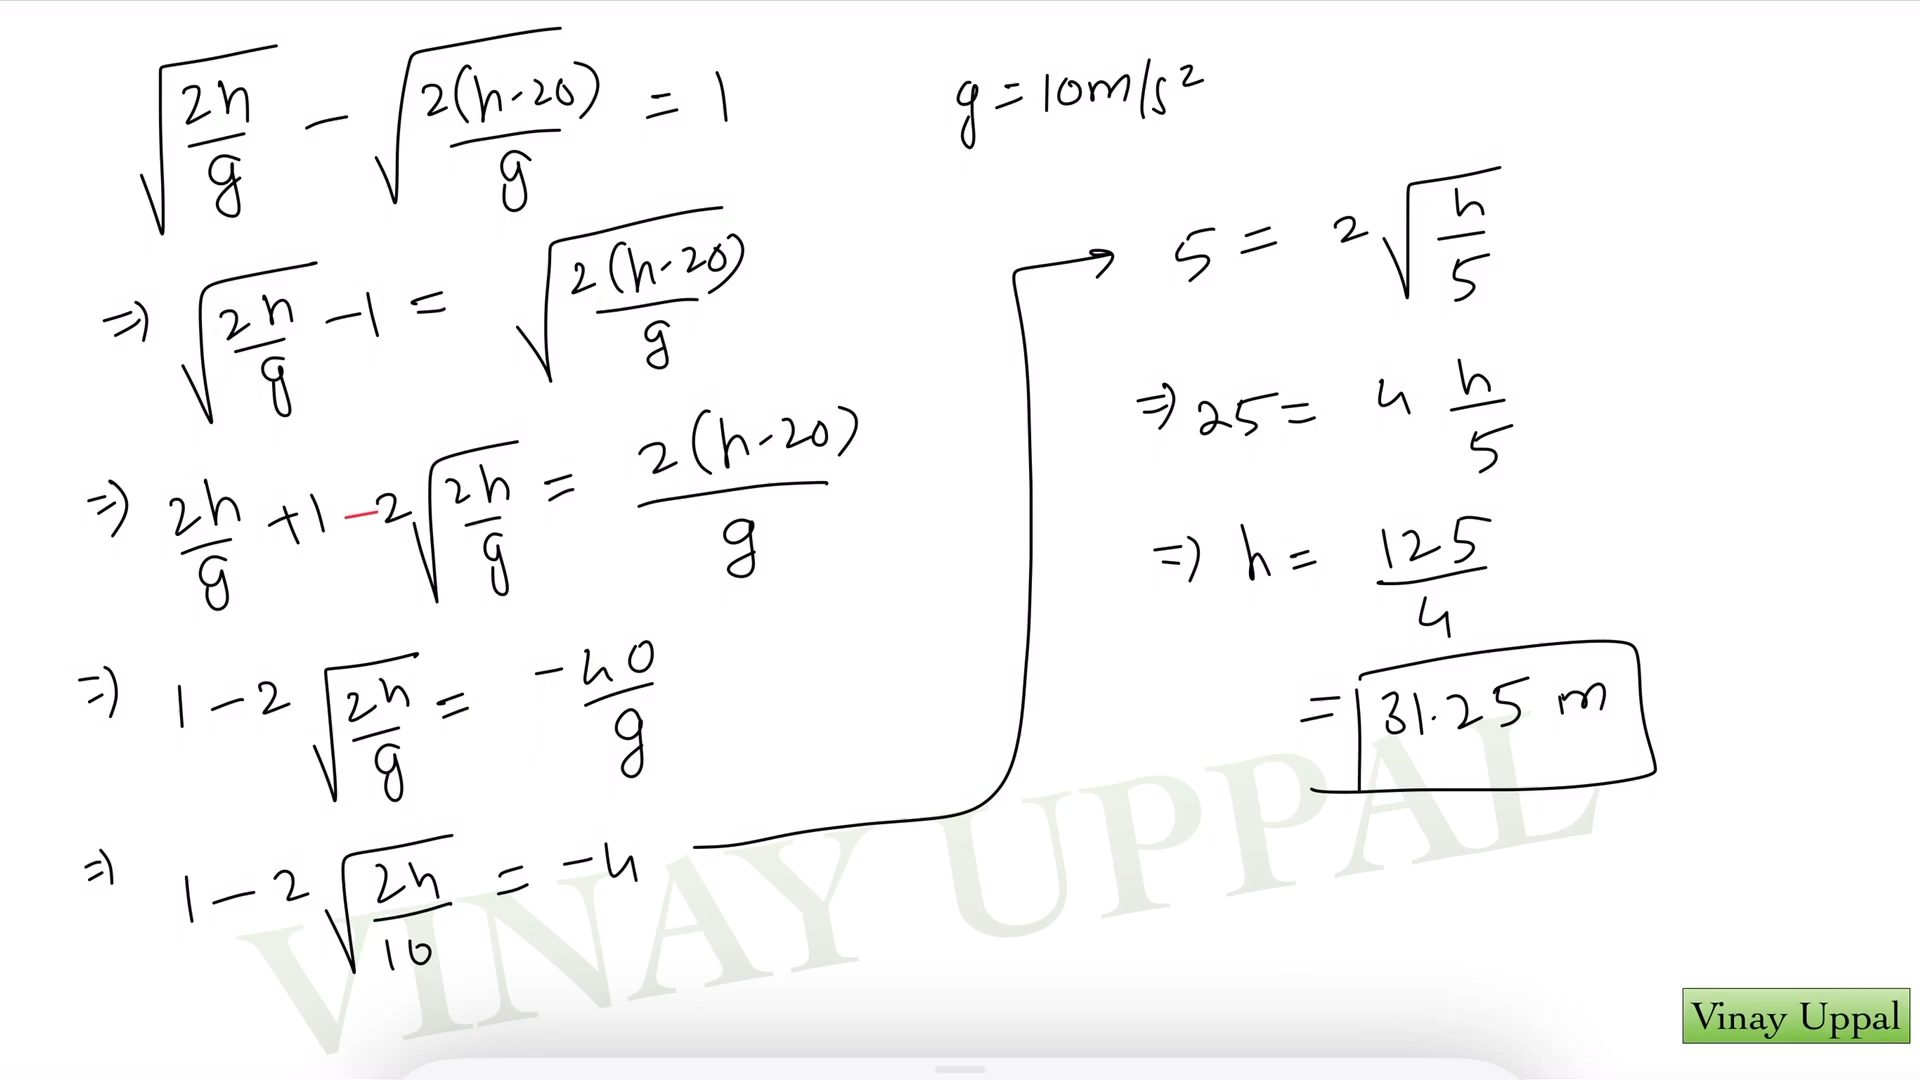 √(2h/g) - √(2(h-20)/g) = 1
⇒ √(2h/g) - 1 = √(2(h-20)/g)
⇒ 2h/g + 1 - 2√(2h/g) = 2(h-20)/g
⇒ 1 - 2√(2h/g) = -40/g
⇒ 1 - 2√(2h/10) = -4
g = 10m/s²
→ 5 = 2√(h/5)
⇒ 25 = 4 h/5
⇒ h = 125/4
= 31.25 m
VINAY UPPAL
Vinay Uppal